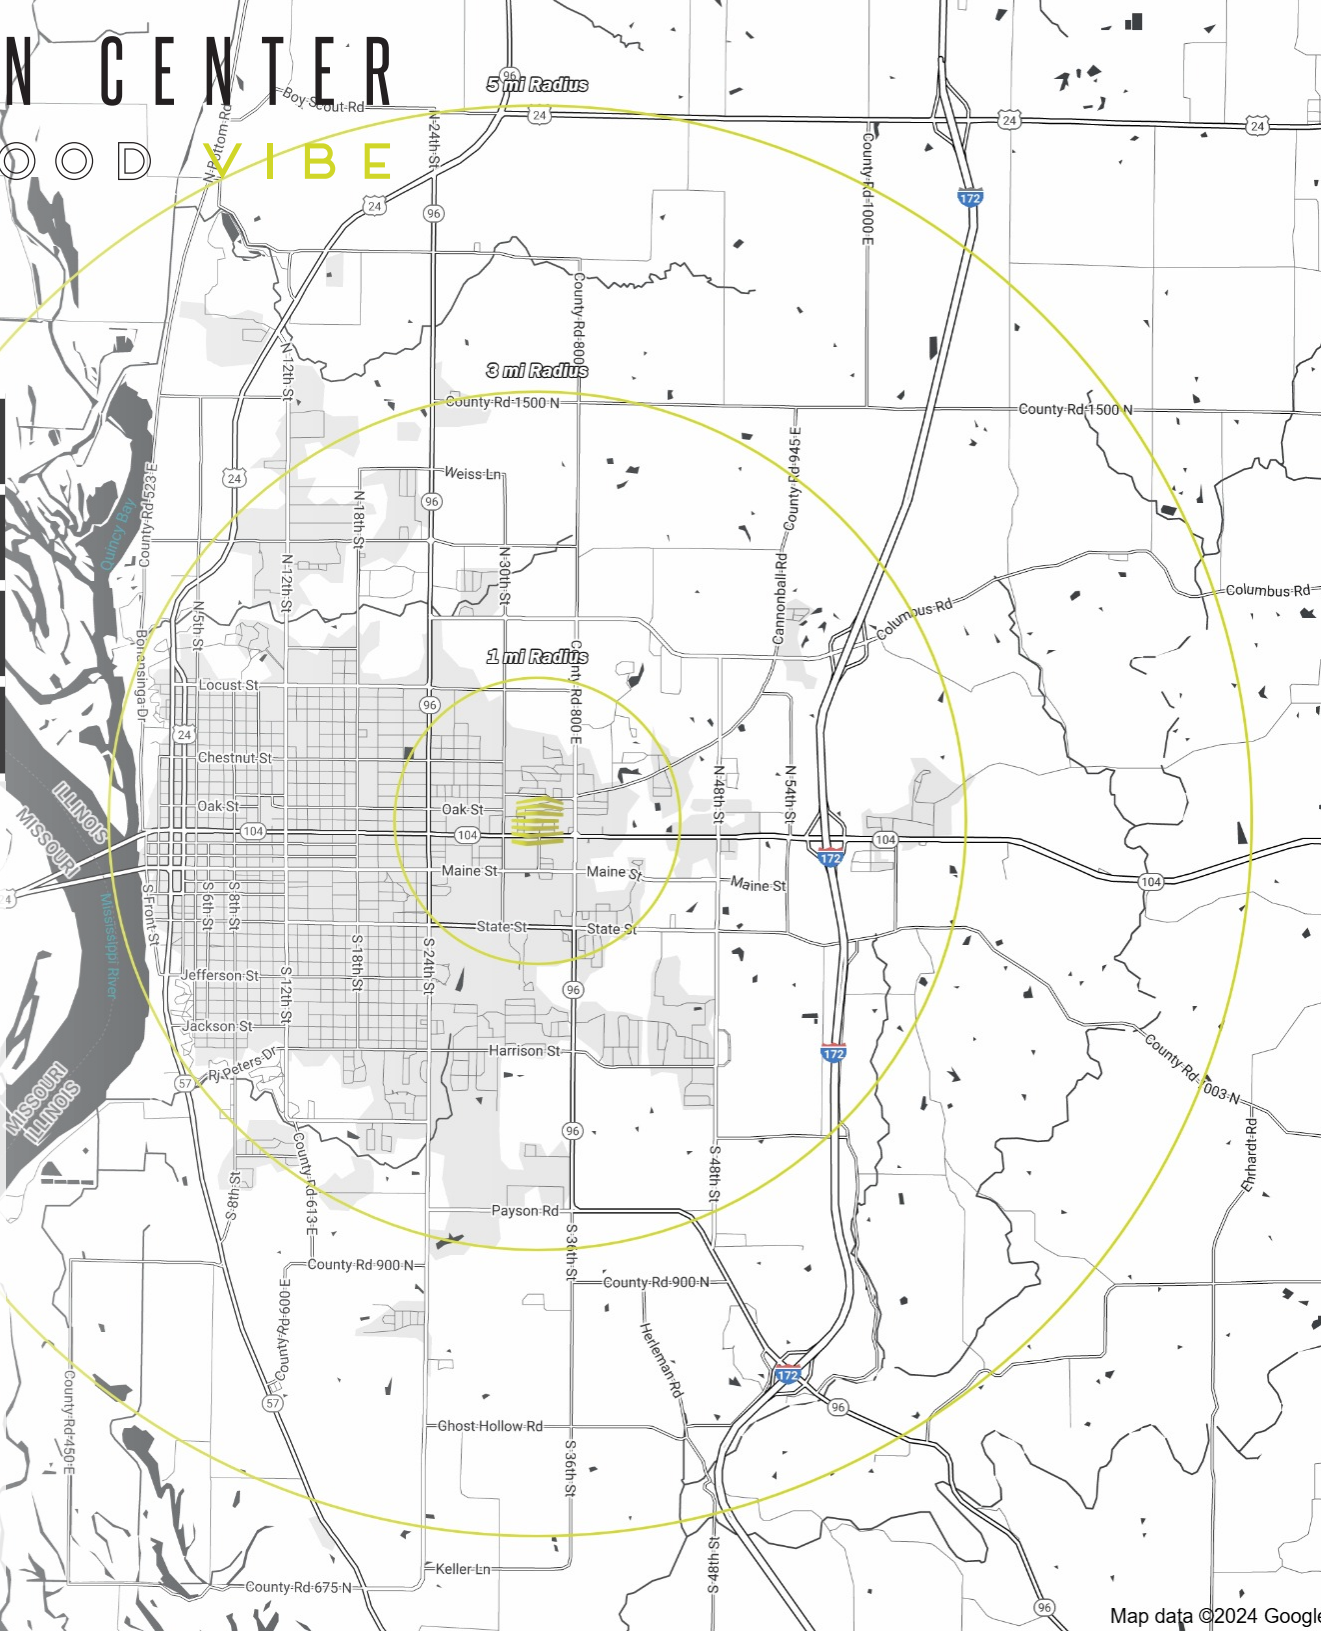 N CENTER
OOD VIBE
96
5 mi Radius
Boy Scout Rd
24
24
24
N Bottom Rd
N 24th St
County Rd 1000 E
172
24
96
County Rd 800
N 12th St
3 mi Radius
County Rd 1500 N
County Rd 1500 N
County Rd 945 E
Weiss Ln
24
96
County Rd 523 E
Quincy Bay
N 18th St
N 12th St
N 30th St
Cannonball Rd
Columbus Rd
Columbus Rd
N 5th St
Bonansinga Dr
1 mi Radius
County Rd 800 E
Locust St
96
24
Chestnut St
N 48th St
N 54th St
ILLINOIS
MISSOURI
Oak St
Oak St
104
104
104
172
Maine St
Maine St
Maine St
104
4
S Front St
S 6th St
S 8th St
Mississippi River
State St
State St
S 18th St
S 24th St
Jefferson St
S 12th St
96
Jackson St
Harrison St
172
Rj Peters Dr
57
MISSOURI
ILLINOIS
County Rd 1003 N
96
Ehrhardt Rd
County Rd 613 E
S 8th St
S 48th St
Payson Rd
S 36th St
County Rd 900 N
County Rd 900 N
County Rd 609 E
Herleman Rd
172
County Rd 450 E
57
96
Ghost Hollow Rd
S 36th St
S 48th St
Keller Ln
County Rd 675 N
96
Map data ©2024 Google